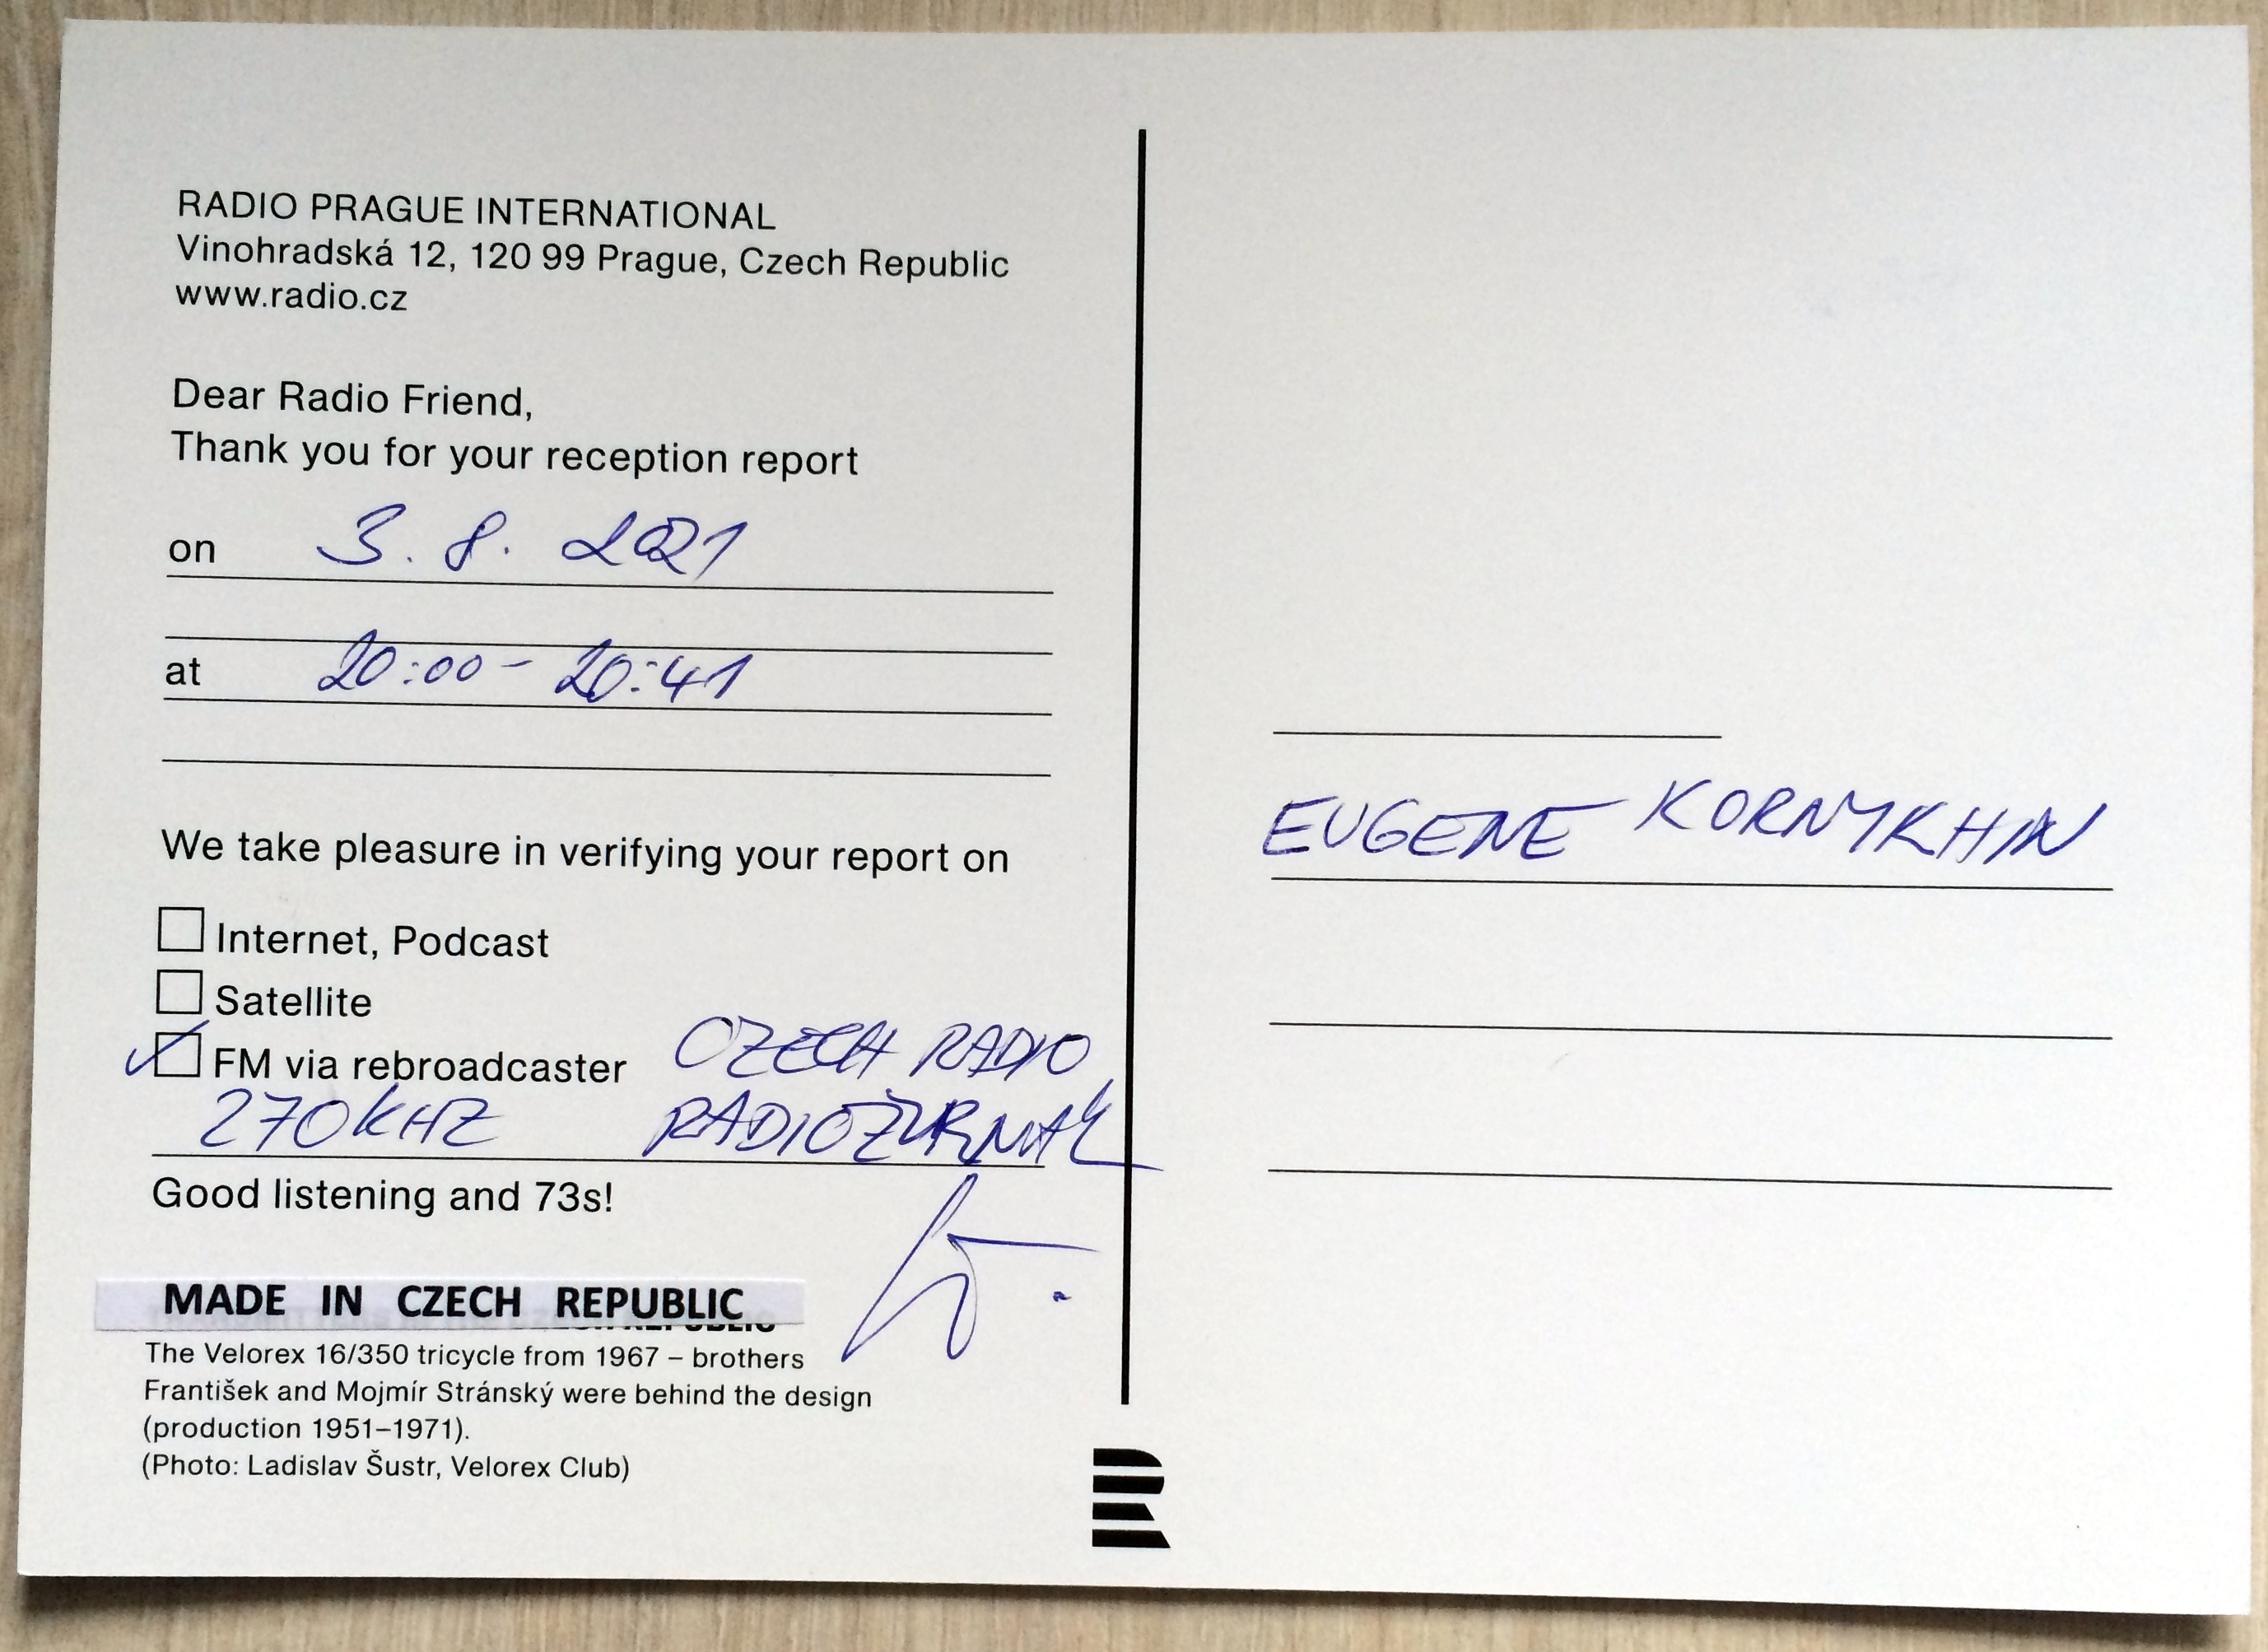 RADIO PRAGUE INTERNATIONAL
Vinohradská 12, 120 99 Prague, Czech Republic
www.radio.cz
Dear Radio Friend,
Thank you for your reception report
on 3. 8. 2021
at 20:00 - 20:41
We take pleasure in verifying your report on
Internet, Podcast
Satellite
FM via rebroadcaster CZECH RADIO
270 KHZ RADIOŽURNÁL
Good listening and 73s!
MADE IN CZECH REPUBLIC
The Velorex 16/350 tricycle from 1967 – brothers
František and Mojmír Stránský were behind the design
(production 1951–1971).
(Photo: Ladislav Šustr, Velorex Club)
EUGENE KORNYKHIN